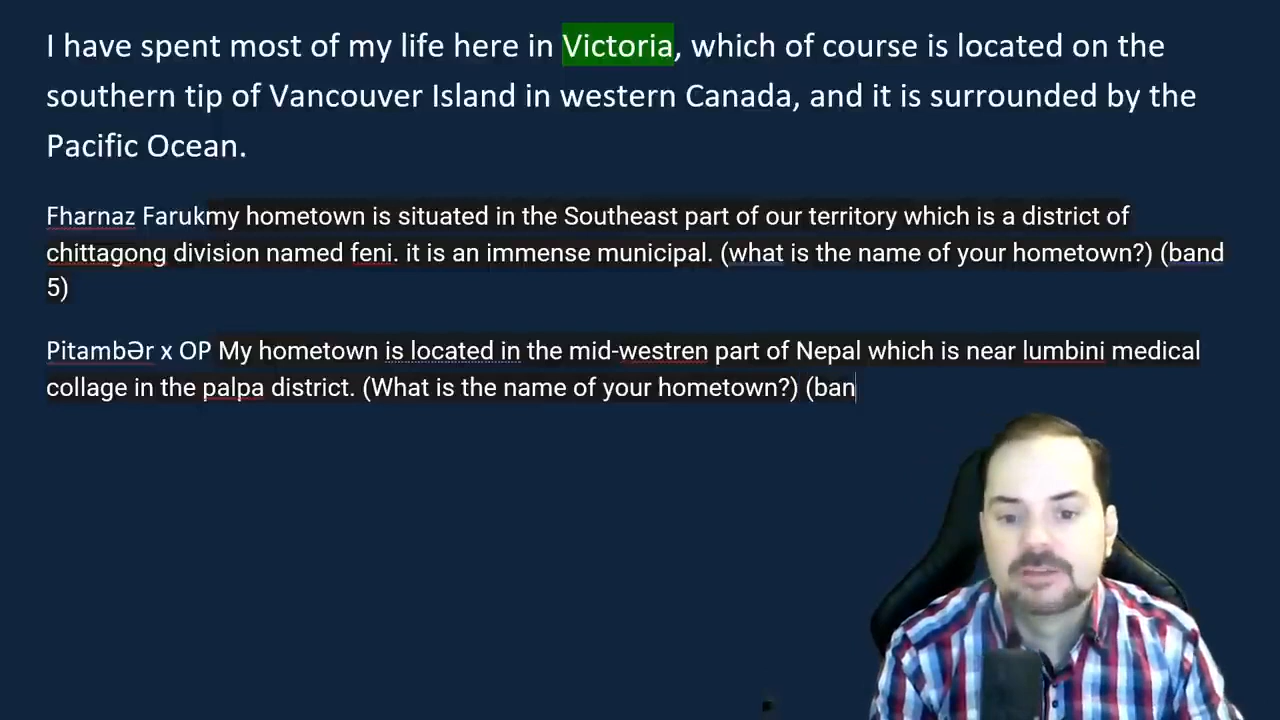 I have spent most of my life here in Victoria, which of course is located on the
southern tip of Vancouver Island in western Canada, and it is surrounded by the
Pacific Ocean.
Fharnaz Farukmy hometown is situated in the Southeast part of our territory which is a district of
chittagong division named feni. it is an immense municipal. (what is the name of your hometown?) (band
5)
PitambƏr x OP My hometown is located in the mid-westren part of Nepal which is near lumbini medical
collage in the palpa district. (What is the name of your hometown?) (ban